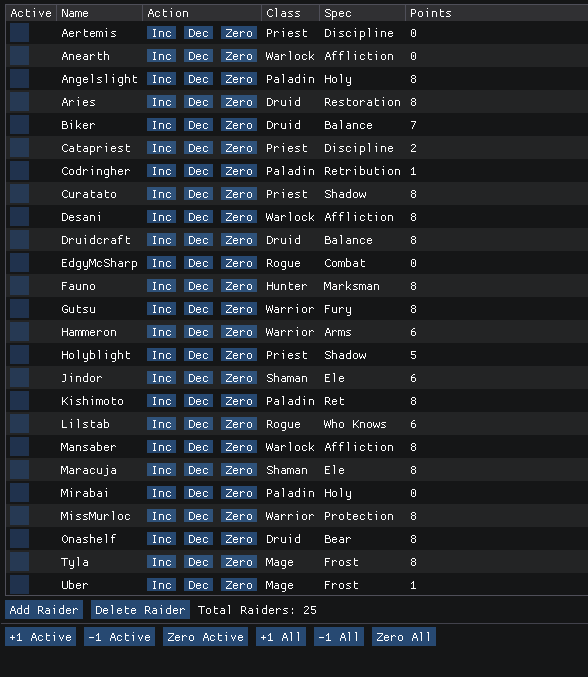 Active Name Action Class Spec Points
Aertemis Inc Dec Zero Priest Discipline 0
Anearth Inc Dec Zero Warlock Affliction 0
Angelslight Inc Dec Zero Paladin Holy 8
Aries Inc Dec Zero Druid Restoration 8
Biker Inc Dec Zero Druid Balance 7
Catapriest Inc Dec Zero Priest Discipline 2
Codringher Inc Dec Zero Paladin Retribution 1
Curatato Inc Dec Zero Priest Shadow 8
Desani Inc Dec Zero Warlock Affliction 8
Druidcraft Inc Dec Zero Druid Balance 8
EdgyMcSharp Inc Dec Zero Rogue Combat 0
Fauno Inc Dec Zero Hunter Marksman 8
Gutsu Inc Dec Zero Warrior Fury 8
Hammeron Inc Dec Zero Warrior Arms 6
Holyblight Inc Dec Zero Priest Shadow 5
Jindor Inc Dec Zero Shaman Ele 6
Kishimoto Inc Dec Zero Paladin Ret 8
Lilstab Inc Dec Zero Rogue Who Knows 6
Mansaber Inc Dec Zero Warlock Affliction 8
Maracuja Inc Dec Zero Shaman Ele 8
Mirabai Inc Dec Zero Paladin Holy 0
MissMurloc Inc Dec Zero Warrior Protection 8
Onashelf Inc Dec Zero Druid Bear 8
Tyla Inc Dec Zero Mage Frost 8
Uber Inc Dec Zero Mage Frost 1
Add Raider Delete Raider Total Raiders: 25
+1 Active -1 Active Zero Active +1 All -1 All Zero All